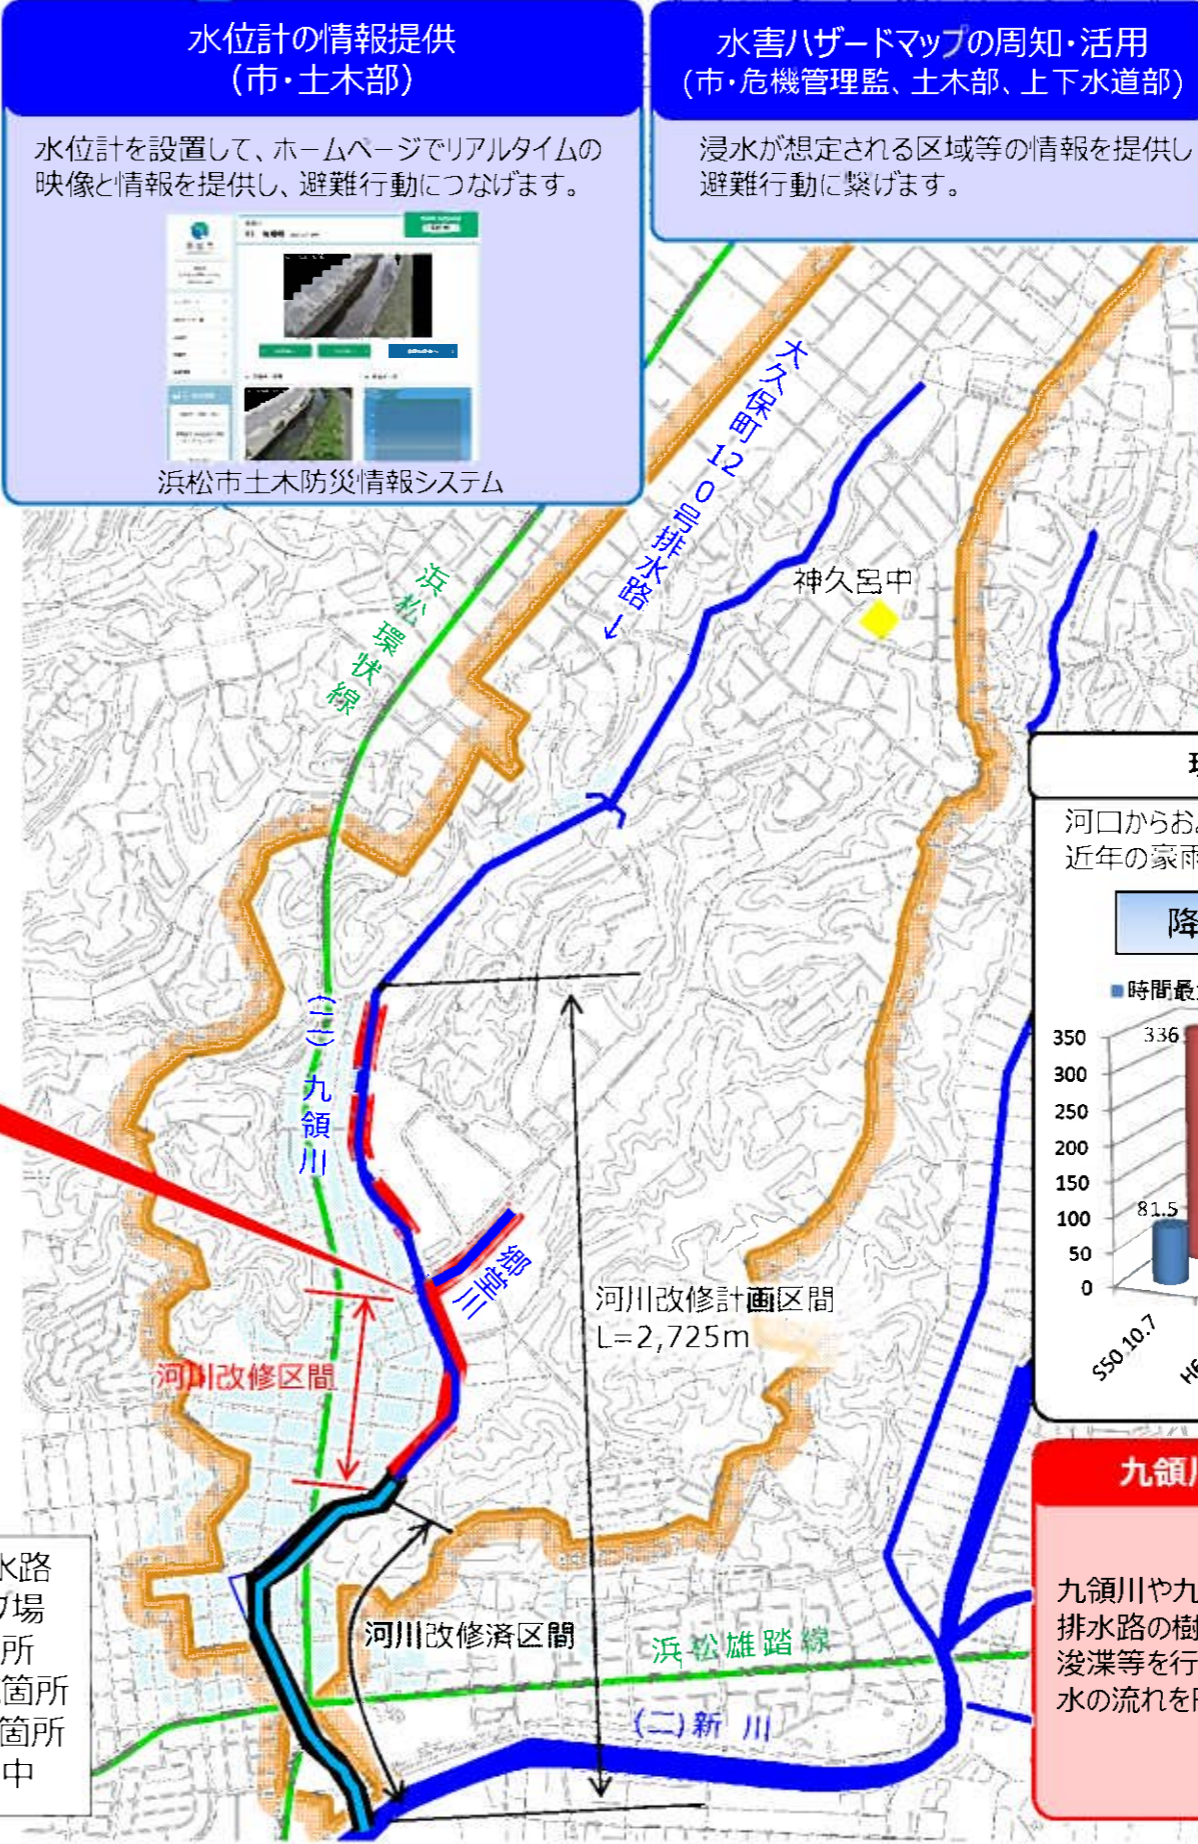 水位計の情報提供
(市・土木部)
水位計を設置して、ホームページでリアルタイムの
映像と情報を提供し、避難行動につなげます。
浜松市土木防災情報システム
水害ハザードマップの周知・活用
(市・危機管理監、土木部、上下水道部)
浸水が想定される区域等の情報を提供し
避難行動に繋げます。
大久保町120号排水路↓
神久呂中
浜松環状線
(二)九領川
郷堂川
河川改修計画区間
L=2,725m
河川改修区間
河川改修済区間
浜松雄踏線
(二)新川
河口からお
近年の豪雨
降
時間最
350
300
250
200
150
100
50
0
336
81.5
S50.10.7
H6
九領川
九領川や九
排水路の樹
浚渫等を行
水の流れを
水路
場
所
箇所
箇所
中